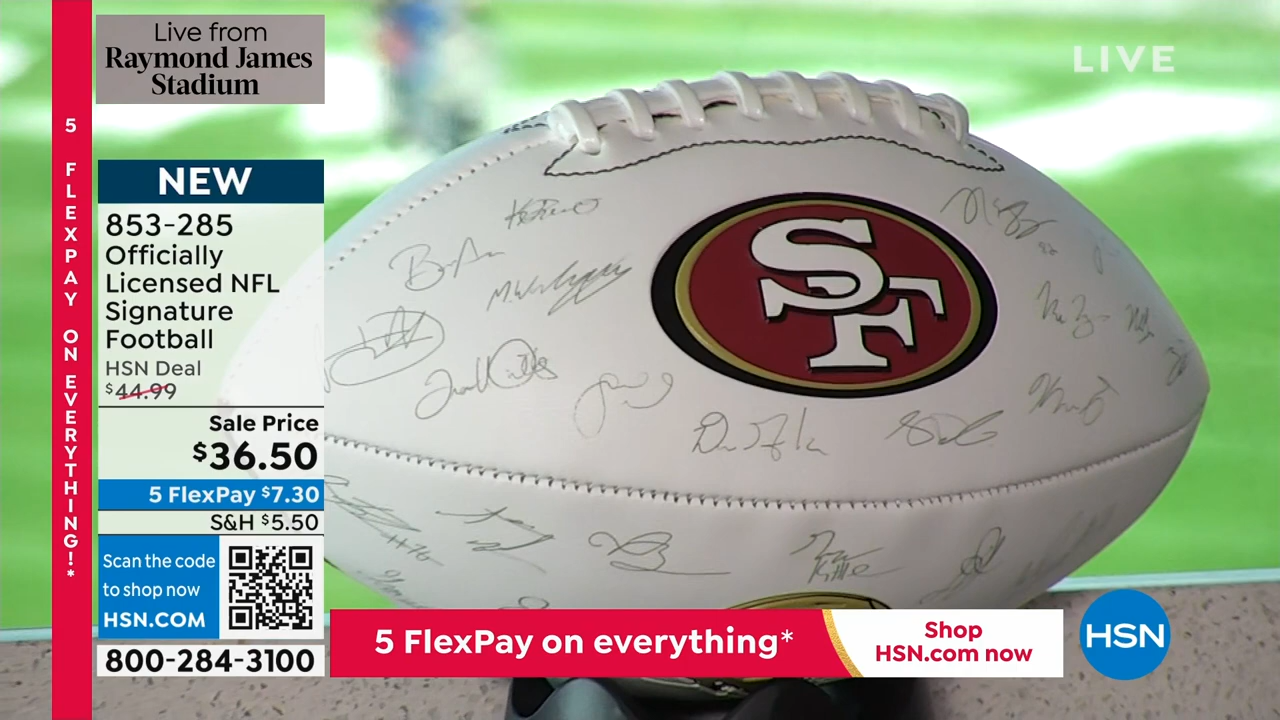 Live from
Raymond James
Stadium
LIVE
5 FLEXPAY ON EVERYTHING!*
NEW
853-285
Officially
Licensed NFL
Signature
Football
HSN Deal
$44.99
Sale Price
$36.50
5 FlexPay $7.30
S&H $5.50
Scan the code
to shop now
HSN.COM
800-284-3100
SF
5 FlexPay on everything*
Shop
HSN.com now
HSN